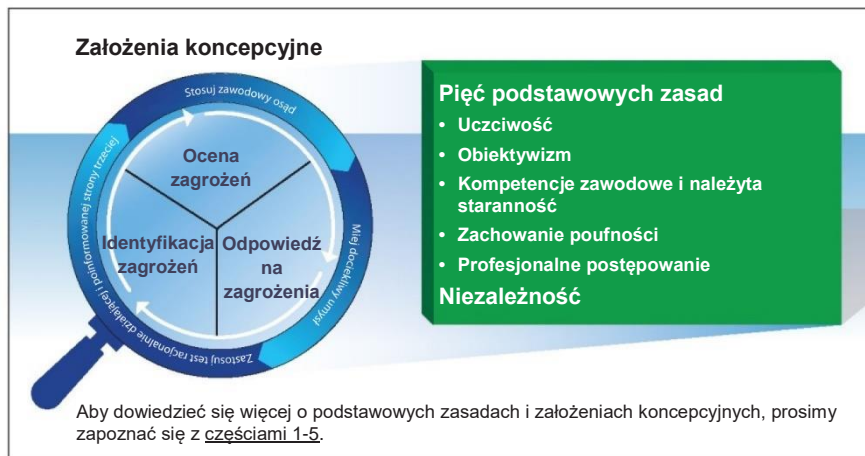 Założenia koncepcyjne
Stosuj zawodowy osąd
Miej dociekliwy umysł
Zastosuj test racjonalnie działającej i poinformowanej strony trzeciej
Ocena
zagrożeń
Identyfikacja
zagrożeń
Odpowiedź
na
zagrożenia
Pięć podstawowych zasad
• Uczciwość
• Obiektywizm
• Kompetencje zawodowe i należyta
staranność
• Zachowanie poufności
• Profesjonalne postępowanie
Niezależność
Aby dowiedzieć się więcej o podstawowych zasadach i założeniach koncepcyjnych, prosimy
zapoznać się z częściami 1-5.